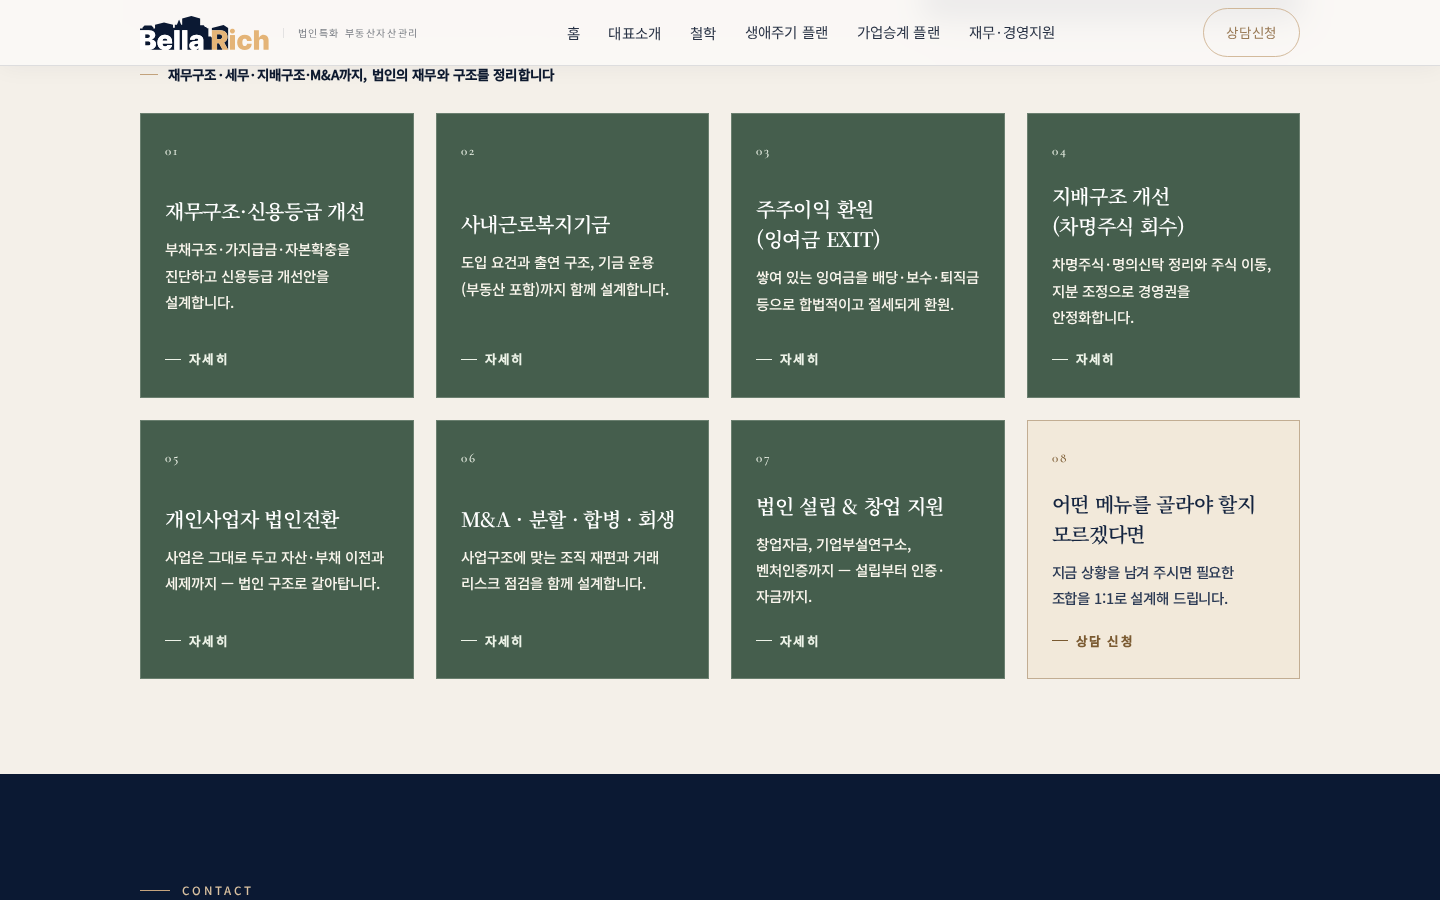 Bella Rich
법인특화 부동산자산관리
홈 대표소개 철학 생애주기 플랜 가업승계 플랜 재무·경영지원
상담신청
재무구조·세무·지배구조·M&A까지, 법인의 재무와 구조를 정리합니다
01
재무구조·신용등급 개선
부채구조·가지급금·자본확충을
진단하고 신용등급 개선안을
설계합니다.
자세히
02
사내근로복지기금
도입 요건과 출연 구조, 기금 운용
(부동산 포함)까지 함께 설계합니다.
자세히
03
주주이익 환원
(잉여금 EXIT)
쌓여 있는 잉여금을 배당·보수·퇴직금
등으로 합법적이고 절세되게 환원.
자세히
04
지배구조 개선
(차명주식 회수)
차명주식·명의신탁 정리와 주식 이동,
지분 조정으로 경영권을
안정화합니다.
자세히
05
개인사업자 법인전환
사업은 그대로 두고 자산·부채 이전과
세제까지 — 법인 구조로 갈아탑니다.
자세히
06
M&A · 분할 · 합병 · 회생
사업구조에 맞는 조직 재편과 거래
리스크 점검을 함께 설계합니다.
자세히
07
법인 설립 & 창업 지원
창업자금, 기업부설연구소,
벤처인증까지 — 설립부터 인증·
자금까지.
자세히
08
어떤 메뉴를 골라야 할지
모르겠다면
지금 상황을 남겨 주시면 필요한
조합을 1:1로 설계해 드립니다.
상담 신청
CONTACT